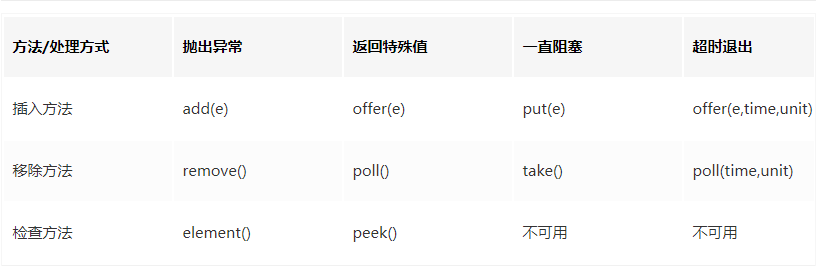 方法/处理方式 抛出异常 返回特殊值 一直阻塞 超时退出
插入方法 add(e) offer(e) put(e) offer(e,time,unit)
移除方法 remove() poll() take() poll(time,unit)
检查方法 element() peek() 不可用 不可用